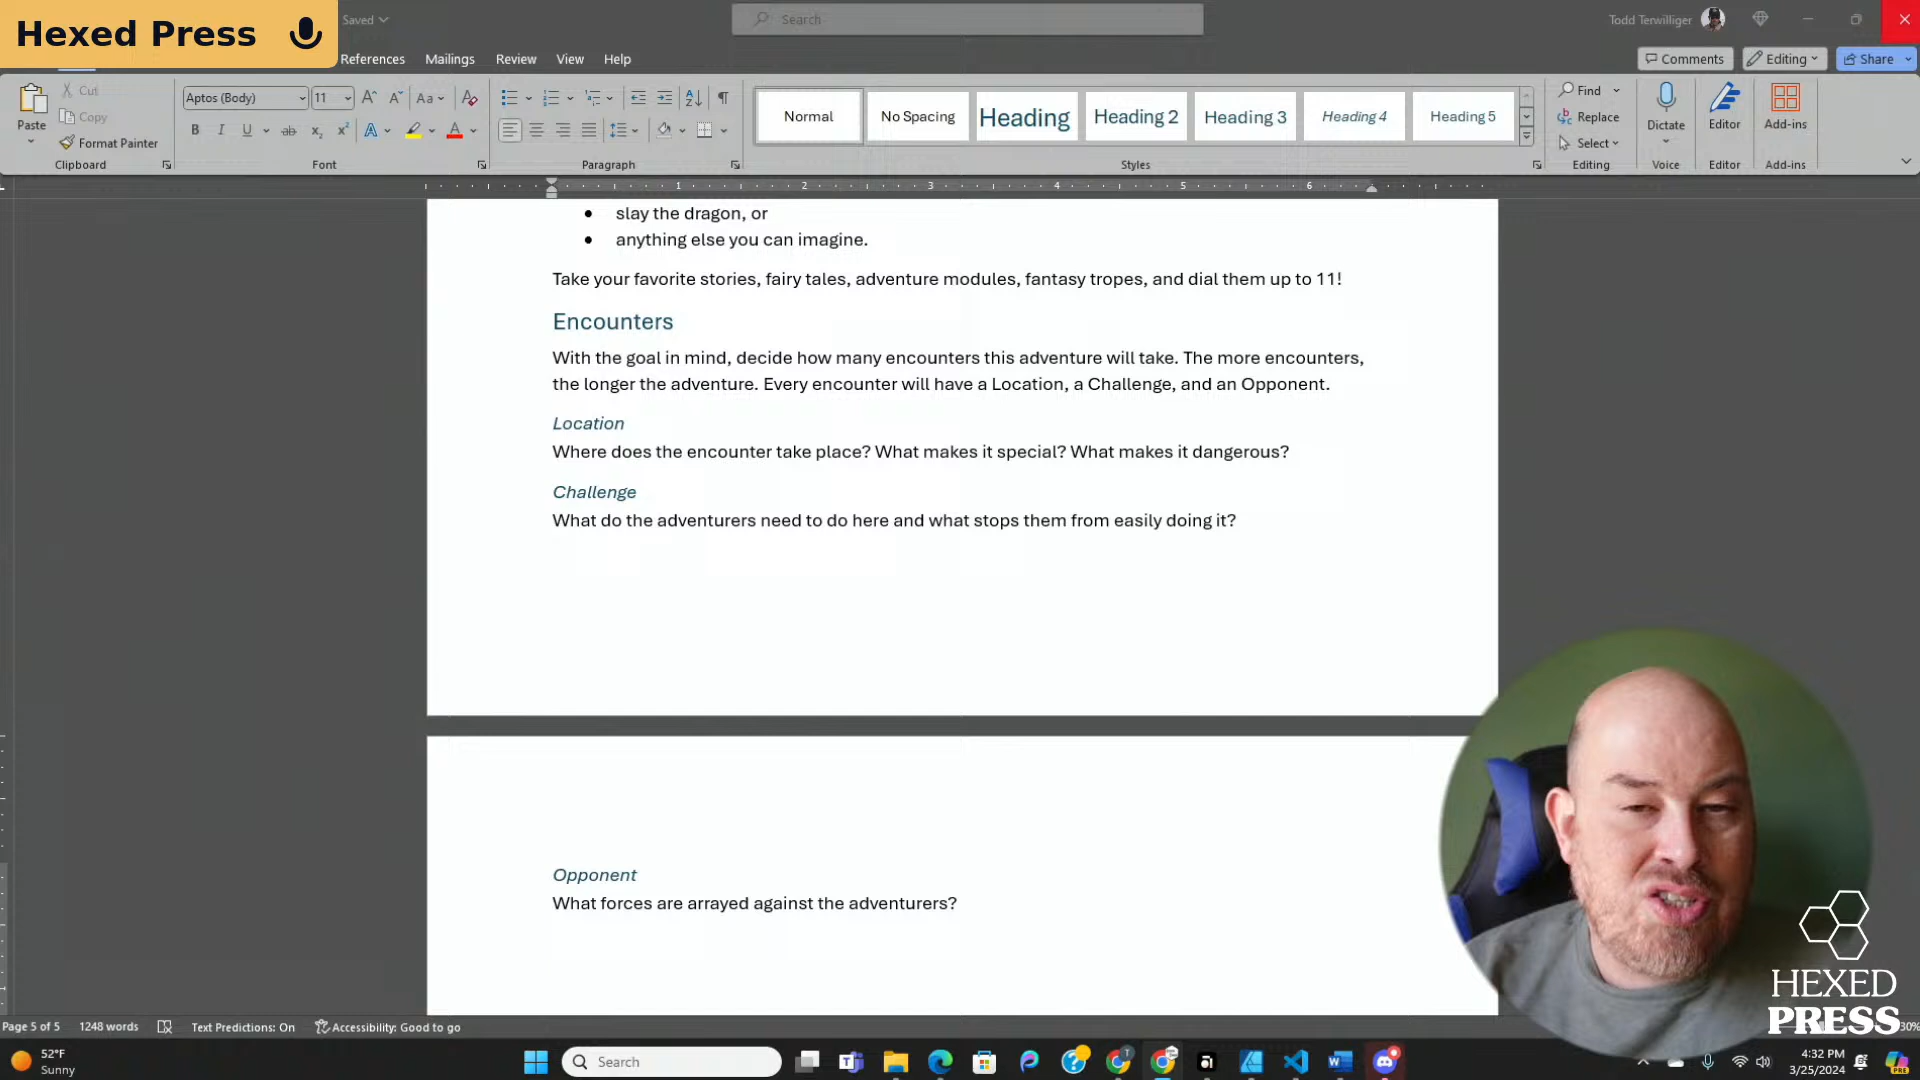 Hexed Press
Saved
Search
Todd Terwilliger
References
Mailings
Review
View
Help
Comments
Editing
Share
Paste
Cut
Copy
Format Painter
Clipboard
Aptos (Body)
11
Font
Paragraph
Normal
No Spacing
Heading
Heading 2
Heading 3
Heading 4
Heading 5
Styles
Find
Replace
Select
Editing
Dictate
Voice
Editor
Editor
Add-ins
Add-ins
1 2 3 4 5 6
slay the dragon, or
anything else you can imagine.
Take your favorite stories, fairy tales, adventure modules, fantasy tropes, and dial them up to 11!
Encounters
With the goal in mind, decide how many encounters this adventure will take. The more encounters,
the longer the adventure. Every encounter will have a Location, a Challenge, and an Opponent.
Location
Where does the encounter take place? What makes it special? What makes it dangerous?
Challenge
What do the adventurers need to do here and what stops them from easily doing it?
Opponent
What forces are arrayed against the adventurers?
HEXED
PRESS
Page 5 of 5
1248 words
Text Predictions: On
Accessibility: Good to go
52°F
Sunny
Search
4:32 PM
3/25/2024